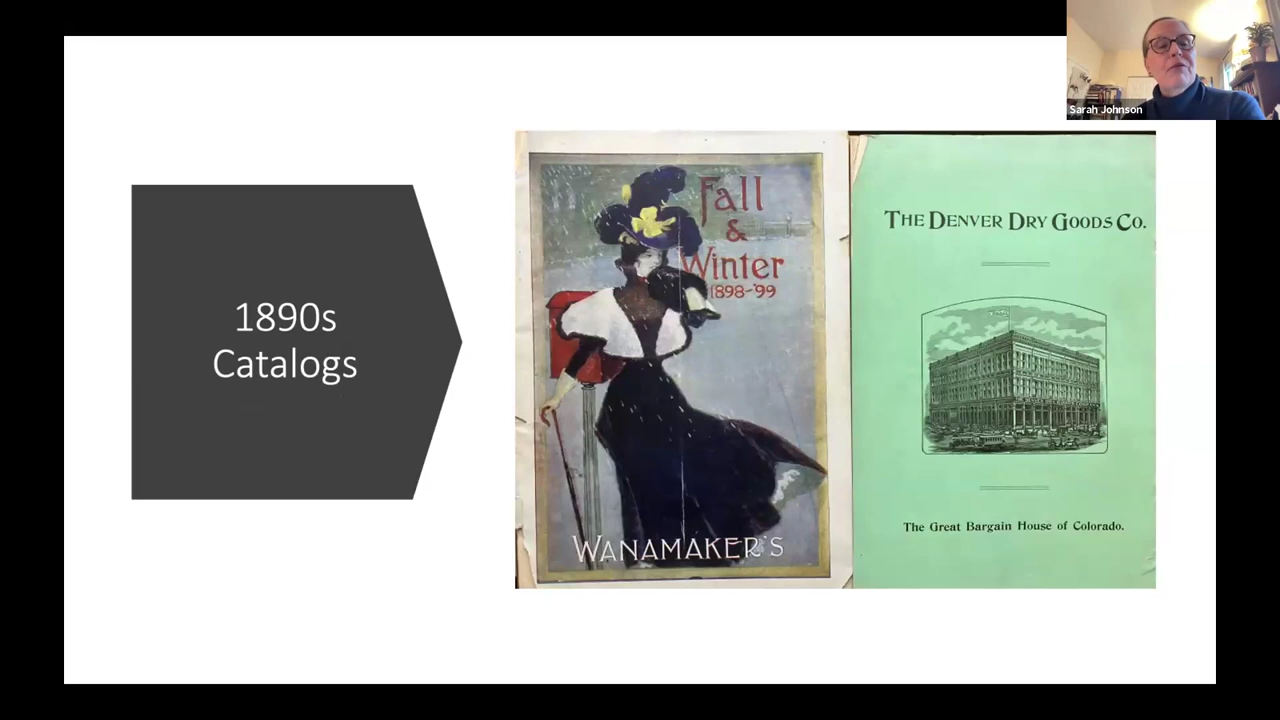 Sarah Johnson
1890s
Catalogs
Fall
&
Winter
1898-'99
WANAMAKER'S
THE DENVER DRY GOODS CO.
The Great Bargain House of Colorado.